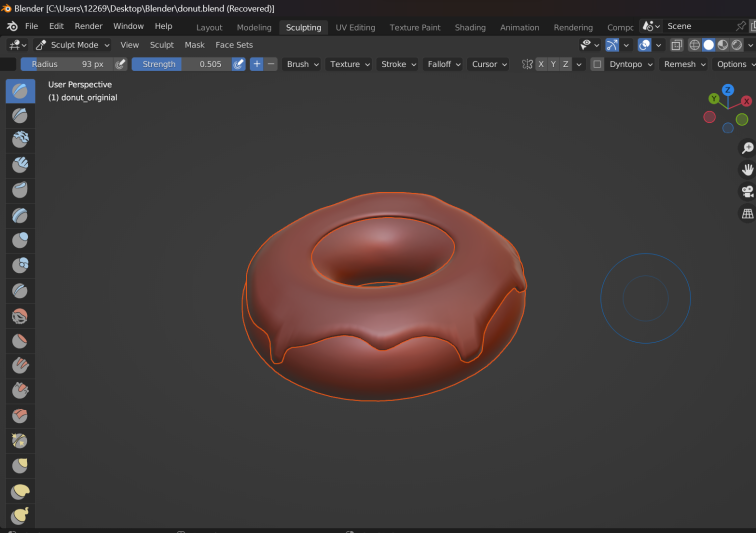 Blender [C:\Users\12269\Desktop\Blender\donut.blend (Recovered)]
File Edit Render Window Help Layout Modeling Sculpting UV Editing Texture Paint Shading Animation Rendering Compc Scene
Sculpt Mode View Sculpt Mask Face Sets
Radius 93 px Strength 0.505 Brush Texture Stroke Falloff Cursor X Y Z Dyntopo Remesh Options
User Perspective
(1) donut_originial
Z
Y X